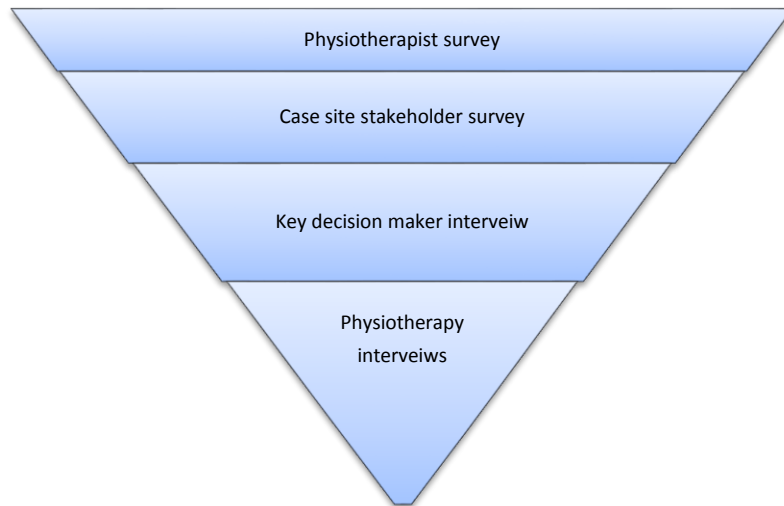 Physiotherapist survey
Case site stakeholder survey
Key decision maker interveiw
Physiotherapy
interveiws